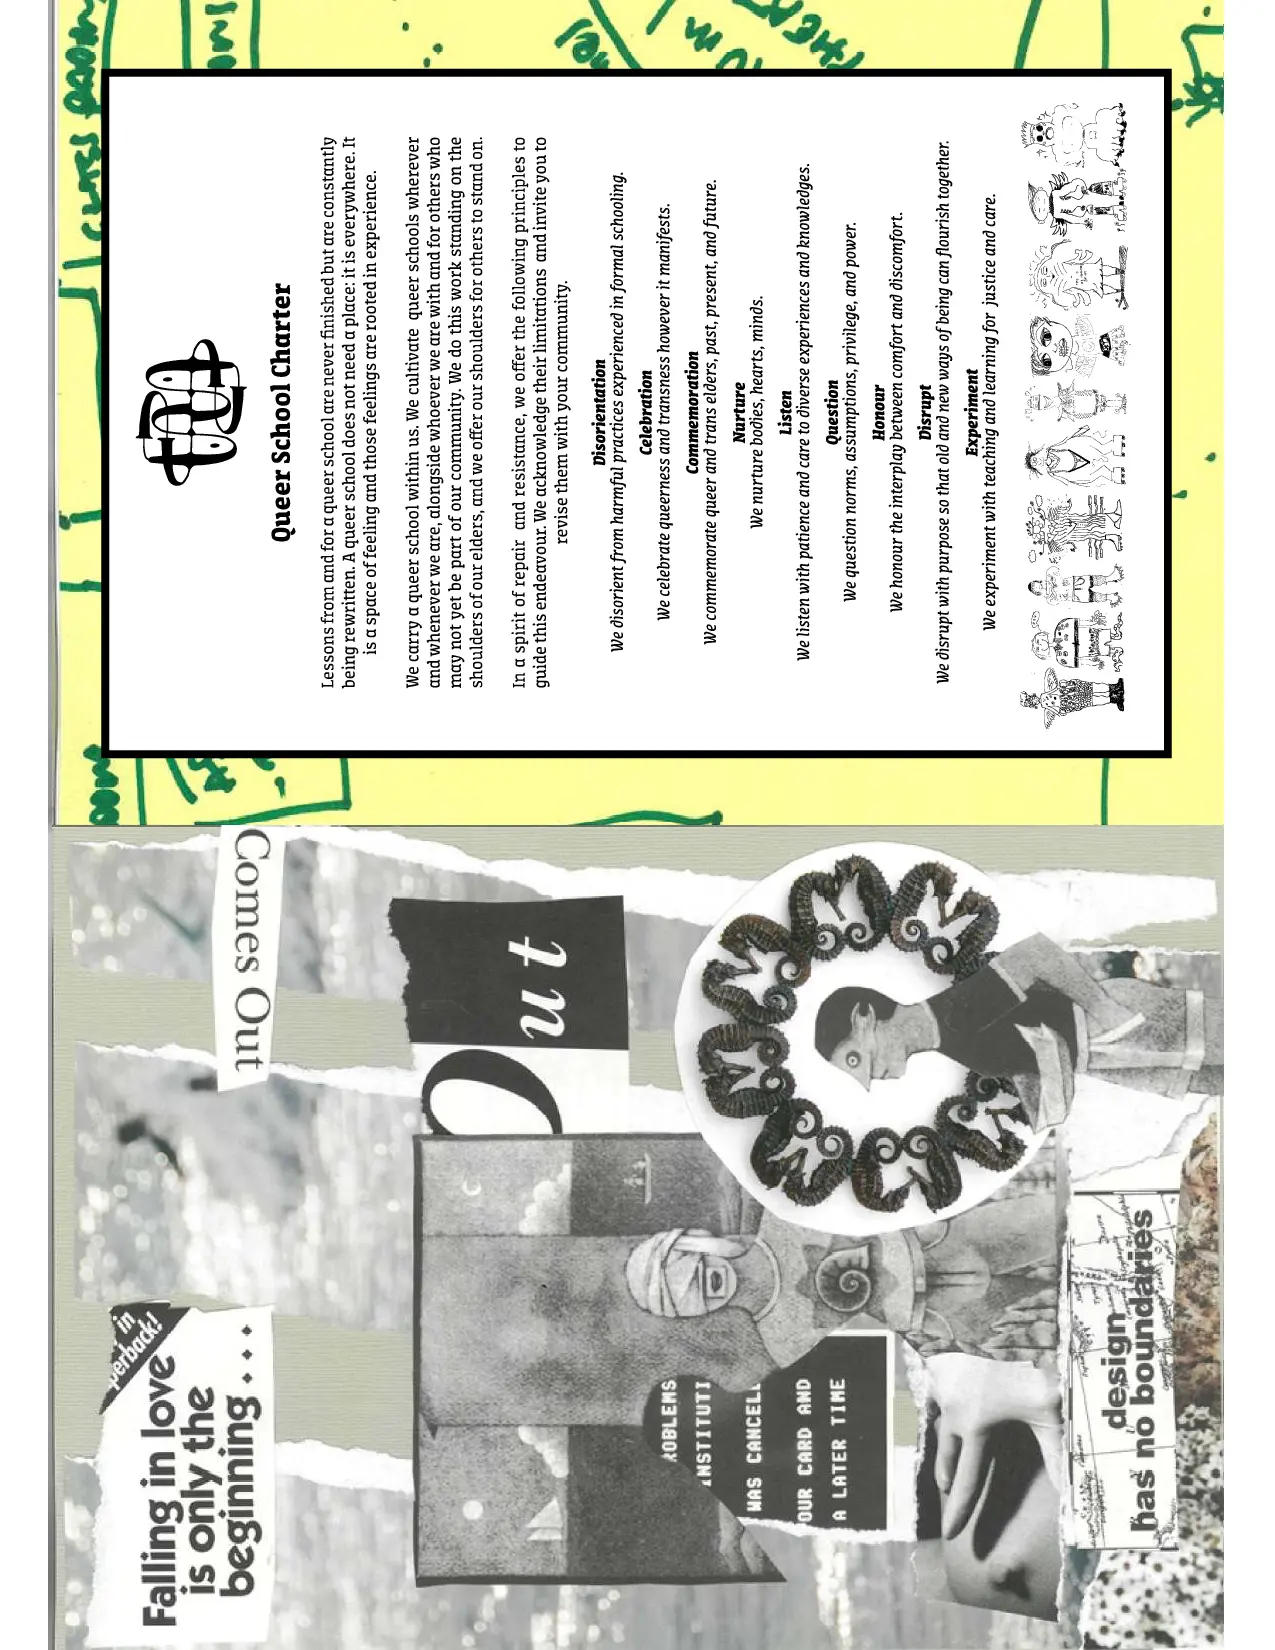 Queer School Charter
Lessons from and for a queer school are never finished but are constantly
being rewritten. A queer school does not need place: it is everywhere. It
is a space of feeling and those feelings are rooted in experience.
We carry a queer school within us. We cultivate queer schools wherever
and whenever we are, alongside whoever we are with and for others who
may not yet be part of our community. We do this work standing on the
shoulders of our elders, and we offer our shoulders for others to stand on.
In a spirit of repair and resistance, we offer the following principles to
guide this endeavour. We acknowledge their limitations and invite you to
revise them with your community.
Disorientation
We disorient from harmful practices experienced in formal schooling.
Celebration
We celebrate queerness and transness however it manifests.
Commemoration
We commemorate queer and trans elders, past, present, and future.
Nurture
We nurture bodies, hearts, minds.
Listen
We listen with patience and care to diverse experiences and knowledges.
Question
We question norms, assumptions, privilege, and power.
Honour
We honour the interplay between comfort and discomfort.
Disrupt
We disrupt with purpose so that old and new ways of being can flourish together.
Experiment
We experiment with teaching and learning for justice and care.
Comes Out
Out
in
perback!
Falling in love
is only the
beginning . . .
ROBLEMS
INSTITUTI
WAS CANCELL
OUR CARD AND
A LATER TIME
design
has no boundaries